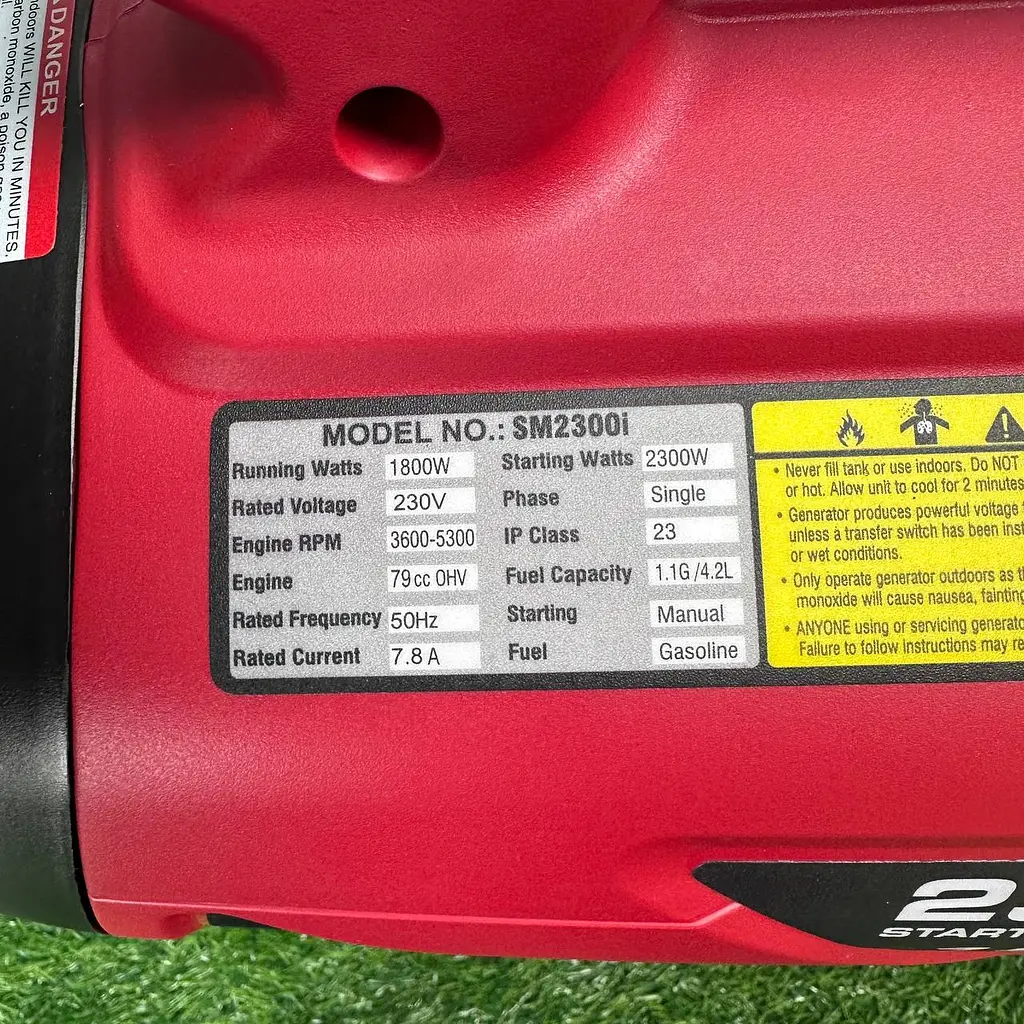 DANGER
ndoors WILL KILL YOU IN MINUTES.
carbon monoxide, a poison gas
MODEL NO.: SM2300i
Running Watts 1800W Starting Watts 2300W
Rated Voltage 230V Phase Single
Engine RPM 3600-5300 IP Class 23
Engine 79cc OHV Fuel Capacity 1.1G /4.2L
Rated Frequency 50Hz Starting Manual
Rated Current 7.8 A Fuel Gasoline
• Never fill tank or use indoors. Do NOT
or hot. Allow unit to cool for 2 minutes
• Generator produces powerful voltage
unless a transfer switch has been inst
or wet conditions.
• Only operate generator outdoors as th
monoxide will cause nausea, fainting
• ANYONE using or servicing generato
Failure to follow instructions may re
2.
START